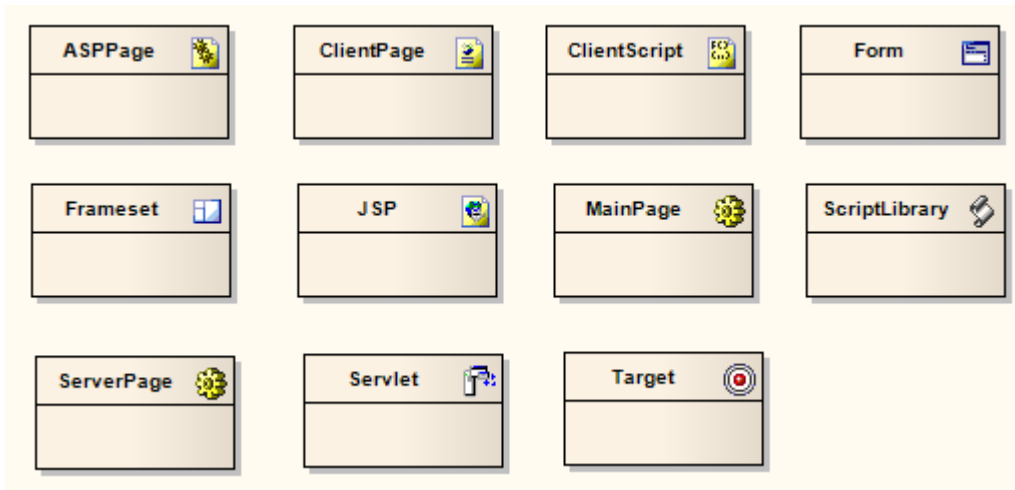 ASPPage
ClientPage
ClientScript
Form
Frameset
JSP
MainPage
ScriptLibrary
ServerPage
Servlet
Target